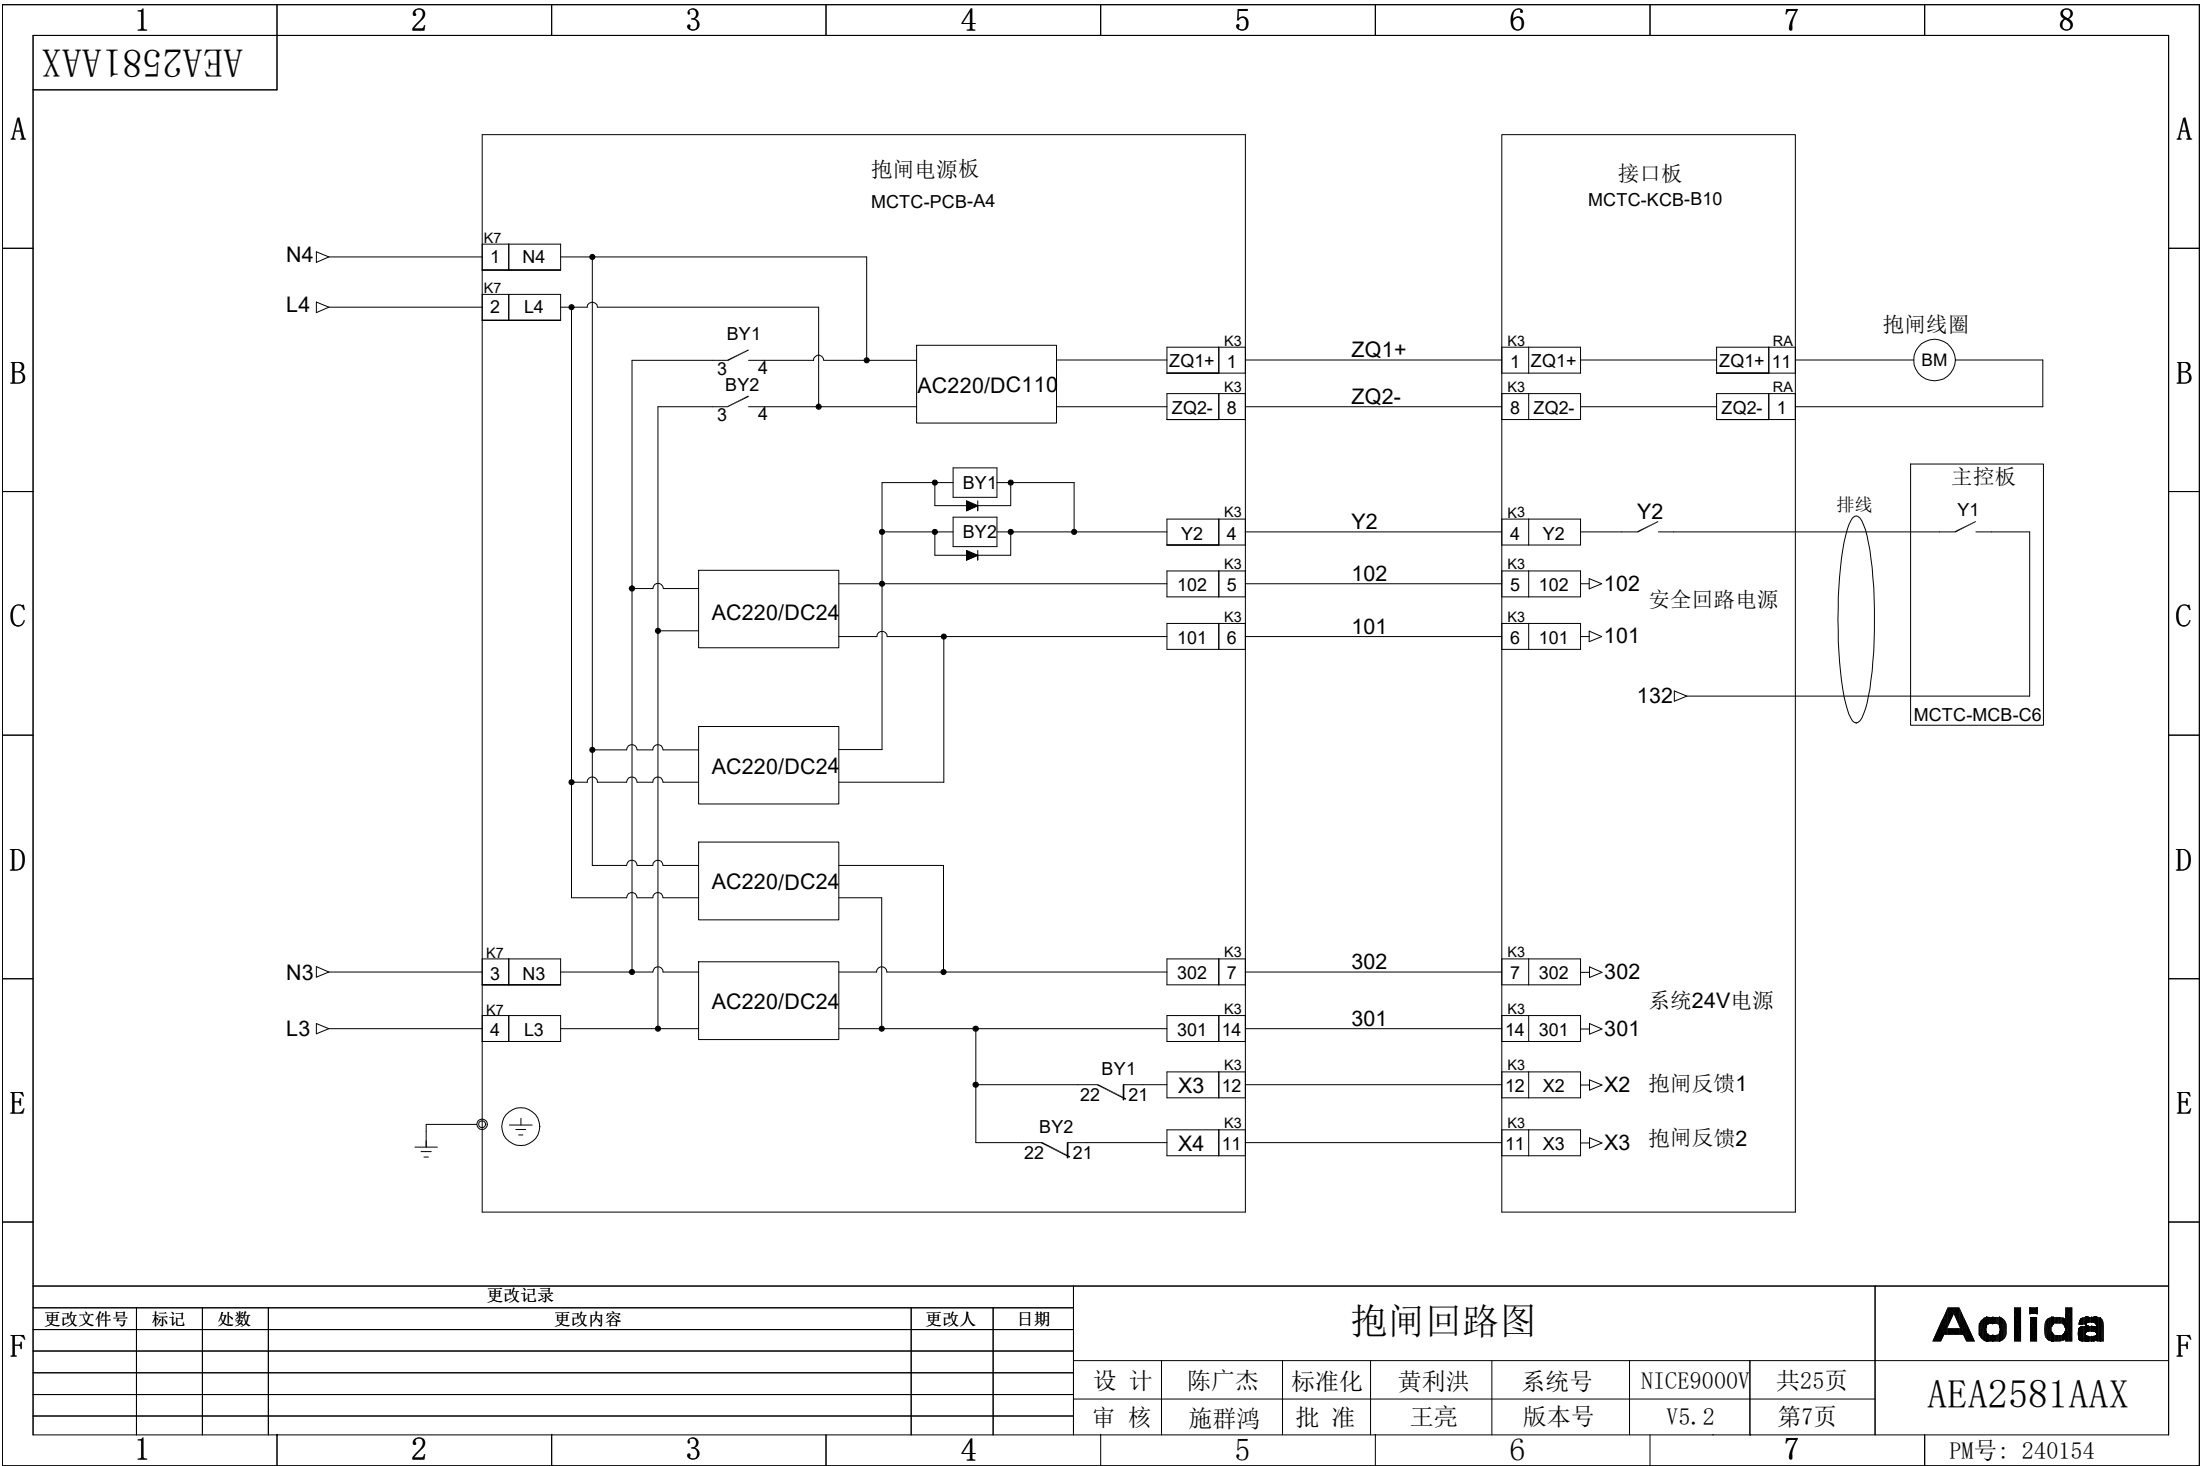 1 2 3 4 5 6 7 8
AEA2581AAX
A A
抱闸电源板
MCTC-PCB-A4
接口板
MCTC-KCB-B10
N4 K7 1 N4
L4 K7 2 L4
B B
BY1
3 4
BY2
3 4
AC220/DC110
K3 ZQ1+ 1 ZQ1+ K3 1 ZQ1+ RA ZQ1+ 11
抱闸线圈
BM
K3 ZQ2- 8 ZQ2- K3 8 ZQ2- RA ZQ2- 1
BY1
BY2
K3 Y2 4 Y2 K3 4 Y2 Y2
排线
主控板
Y1
C C
AC220/DC24
K3 102 5 102 K3 5 102 102
安全回路电源
K3 101 6 101 K3 6 101 101
132
MCTC-MCB-C6
AC220/DC24
D D
AC220/DC24
N3 K7 3 N3
AC220/DC24
K3 302 7 302 K3 7 302 302
系统24V电源
L3 K7 4 L3
K3 301 14 301 K3 14 301 301
E E
BY1
22 21
K3 X3 12 K3 12 X2 X2 抱闸反馈1
BY2
22 21
K3 X4 11 K3 11 X3 X3 抱闸反馈2
F F
更改记录
更改文件号 标记 处数 更改内容 更改人 日期
抱闸回路图
Aolida
设 计 陈广杰 标准化 黄利洪 系统号 NICE9000V 共25页
审 核 施群鸿 批 准 王亮 版本号 V5.2 第7页
AEA2581AAX
1 2 3 4 5 6 7
PM号: 240154